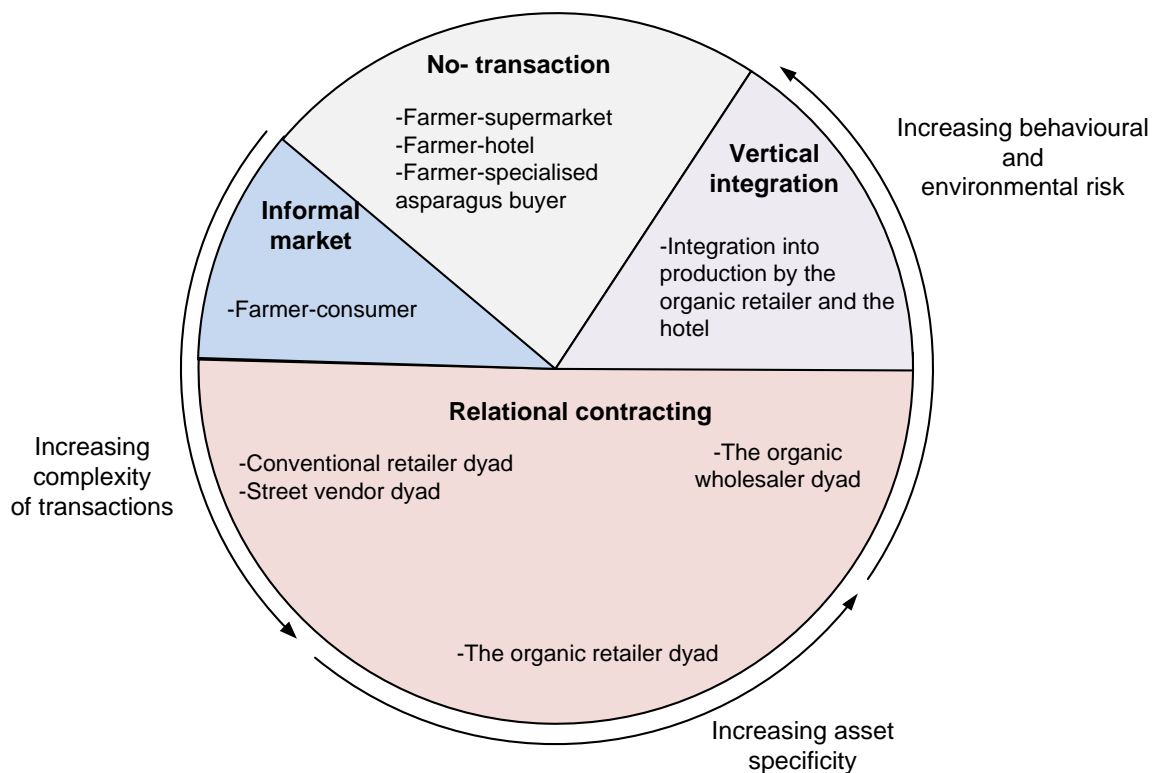 No- transaction
-Farmer-supermarket
-Farmer-hotel
-Farmer-specialised
asparagus buyer
Vertical
integration
-Integration into
production by the
organic retailer and the
hotel
Increasing behavioural
and
environmental risk
Informal
market
-Farmer-consumer
Relational contracting
-Conventional retailer dyad
-Street vendor dyad
-The organic
wholesaler dyad
-The organic retailer dyad
Increasing
complexity
of transactions
Increasing asset
specificity